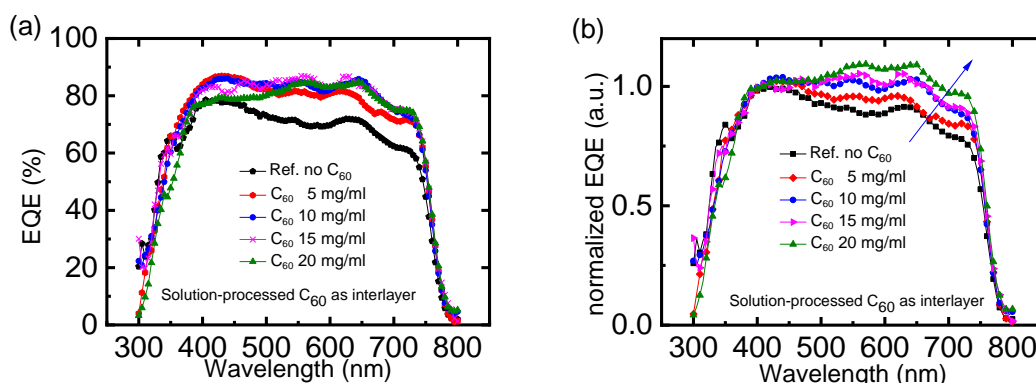 (a)
EQE (%)
100
80
60
40
20
0
Ref. no C60
C60 5 mg/ml
C60 10 mg/ml
C60 15 mg/ml
C60 20 mg/ml
Solution-processed C60 as interlayer
300 400 500 600 700 800
Wavelength (nm)
(b)
normalized EQE (a.u.)
1.0
0.5
0.0
Ref. no C60
C60 5 mg/ml
C60 10 mg/ml
C60 15 mg/ml
C60 20 mg/ml
Solution-processed C60 as interlayer
300 400 500 600 700 800
Wavelength (nm)